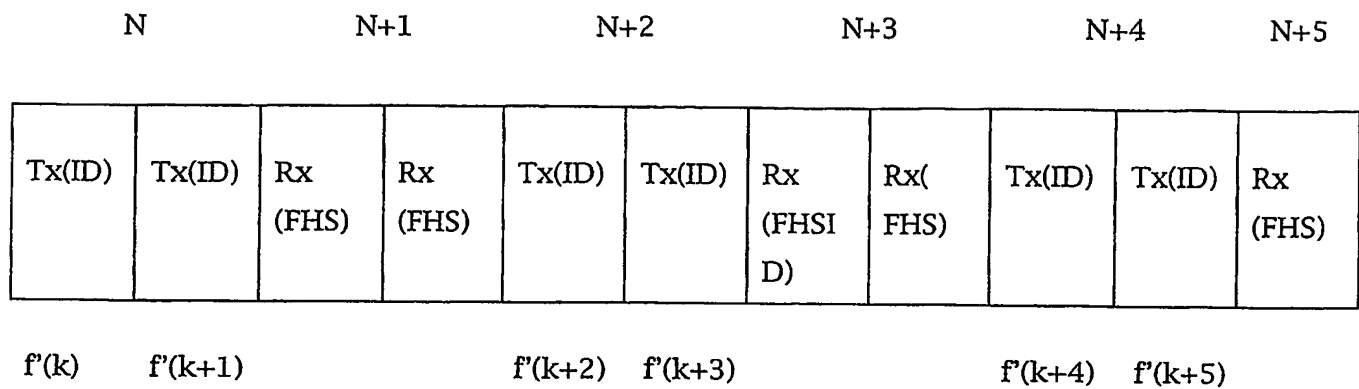 N N+1 N+2 N+3 N+4 N+5
Tx(ID) Tx(ID) Rx Rx Tx(ID) Tx(ID) Rx Rx( Tx(ID) Tx(ID) Rx
(FHS) (FHS) (FHSI FHS) (FHS)
D)
f'(k) f'(k+1) f'(k+2) f'(k+3) f'(k+4) f'(k+5)